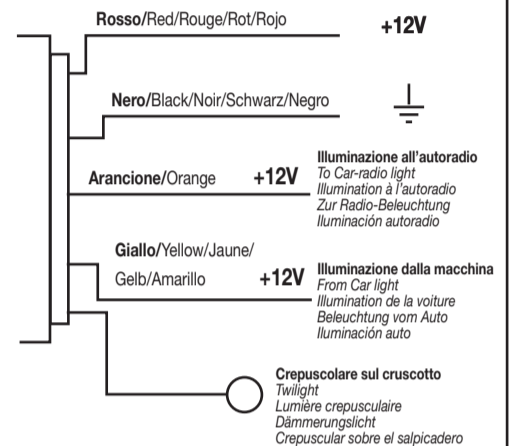 Rosso/Red/Rouge/Rot/Rojo
+12V
Nero/Black/Noir/Schwarz/Negro
Arancione/Orange
+12V
Illuminazione all'autoradio
To Car-radio light
Illumination à l'autoradio
Zur Radio-Beleuchtung
Iluminación autoradio
Giallo/Yellow/Jaune/
Gelb/Amarillo
+12V
Illuminazione dalla macchina
From Car light
Illumination de la voiture
Beleuchtung vom Auto
Iluminación auto
Crepuscolare sul cruscotto
Twilight
Lumière crepusculaire
Dämmerungslicht
Crepuscular sobre el salpicadero